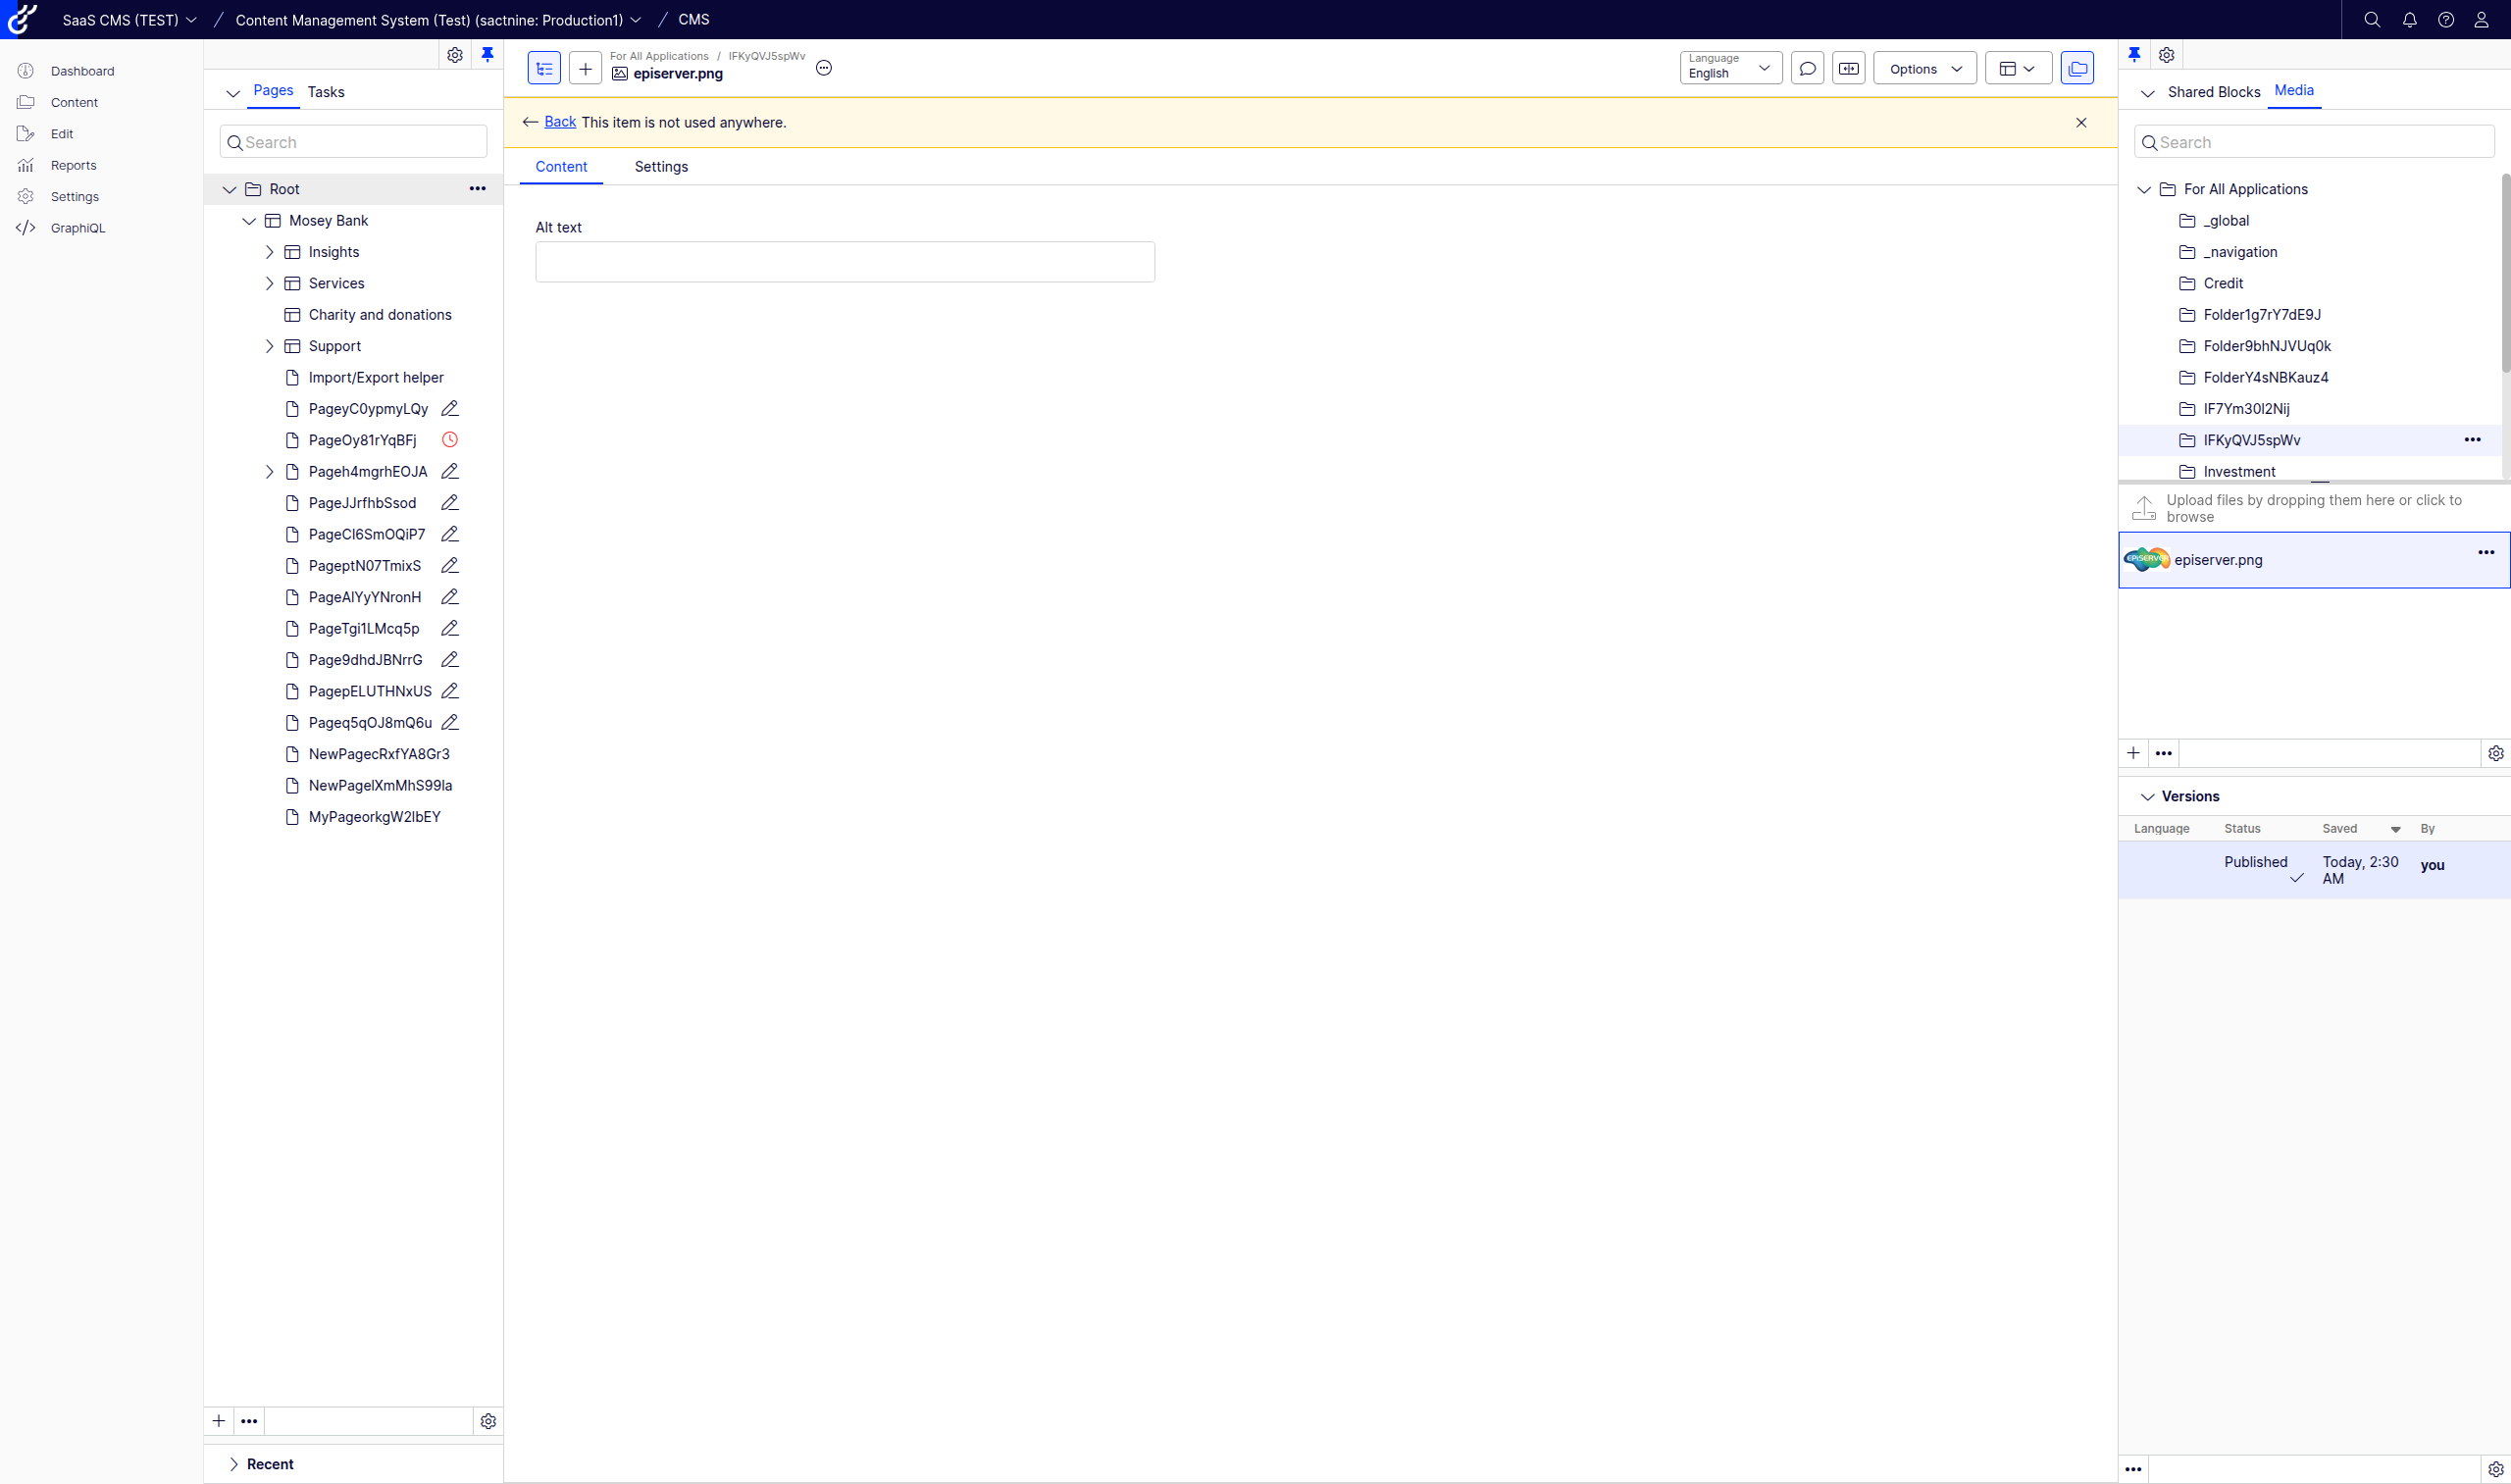 SaaS CMS (TEST) / Content Management System (Test) (sactnine: Production1) / CMS
Dashboard
Content
Edit
Reports
Settings
GraphiQL
Pages Tasks
Search
Root
Mosey Bank
Insights
Services
Charity and donations
Support
Import/Export helper
PageyC0ypmyLQy
PageOy81rYqBFj
Pageh4mgrhEOJA
PageJJrfhbSsod
PageCl6SmOQiP7
PageptN07TmixS
PageAlYyYNronH
PageTgi1LMcq5p
Page9dhdJBNrrG
PagepELUTHNxUS
Pageq5qOJ8mQ6u
NewPagecRxfYA8Gr3
NewPagelXmMhS99la
MyPageorkgW2lbEY
Recent
For All Applications / IFKyQVJ5spWv
episerver.png
Language
English
Options
Back This item is not used anywhere.
Content Settings
Alt text
Shared Blocks Media
Search
For All Applications
_global
_navigation
Credit
Folder1g7rY7dE9J
Folder9bhNJVUq0k
FolderY4sNBKauz4
IF7Ym30l2Nij
IFKyQVJ5spWv
Investment
Upload files by dropping them here or click to
browse
EPISERVER
episerver.png
Versions
Language Status Saved By
Published Today, 2:30 you
AM